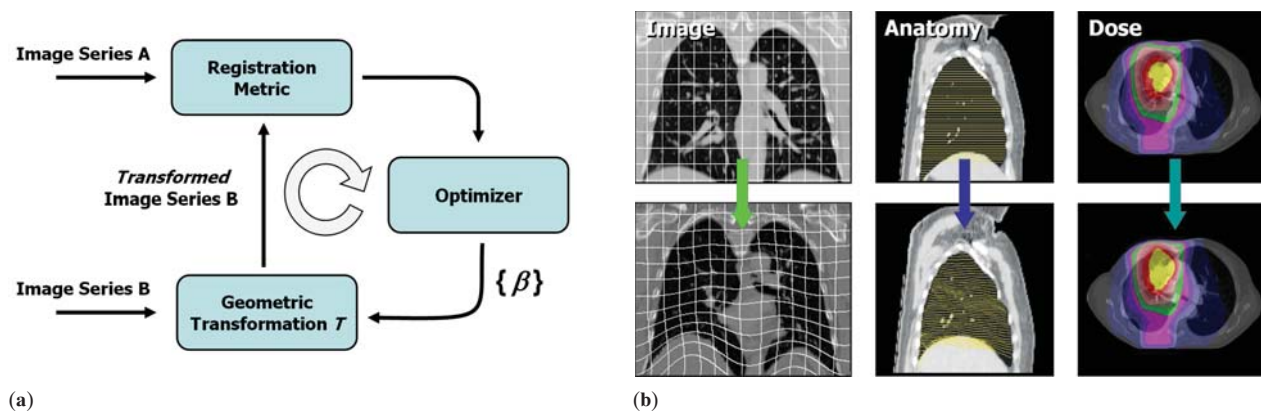 Image Series A
Registration
Metric
Transformed
Image Series B
Optimizer
{β}
Image Series B
Geometric
Transformation T
(a)
Image
Anatomy
Dose
(b)